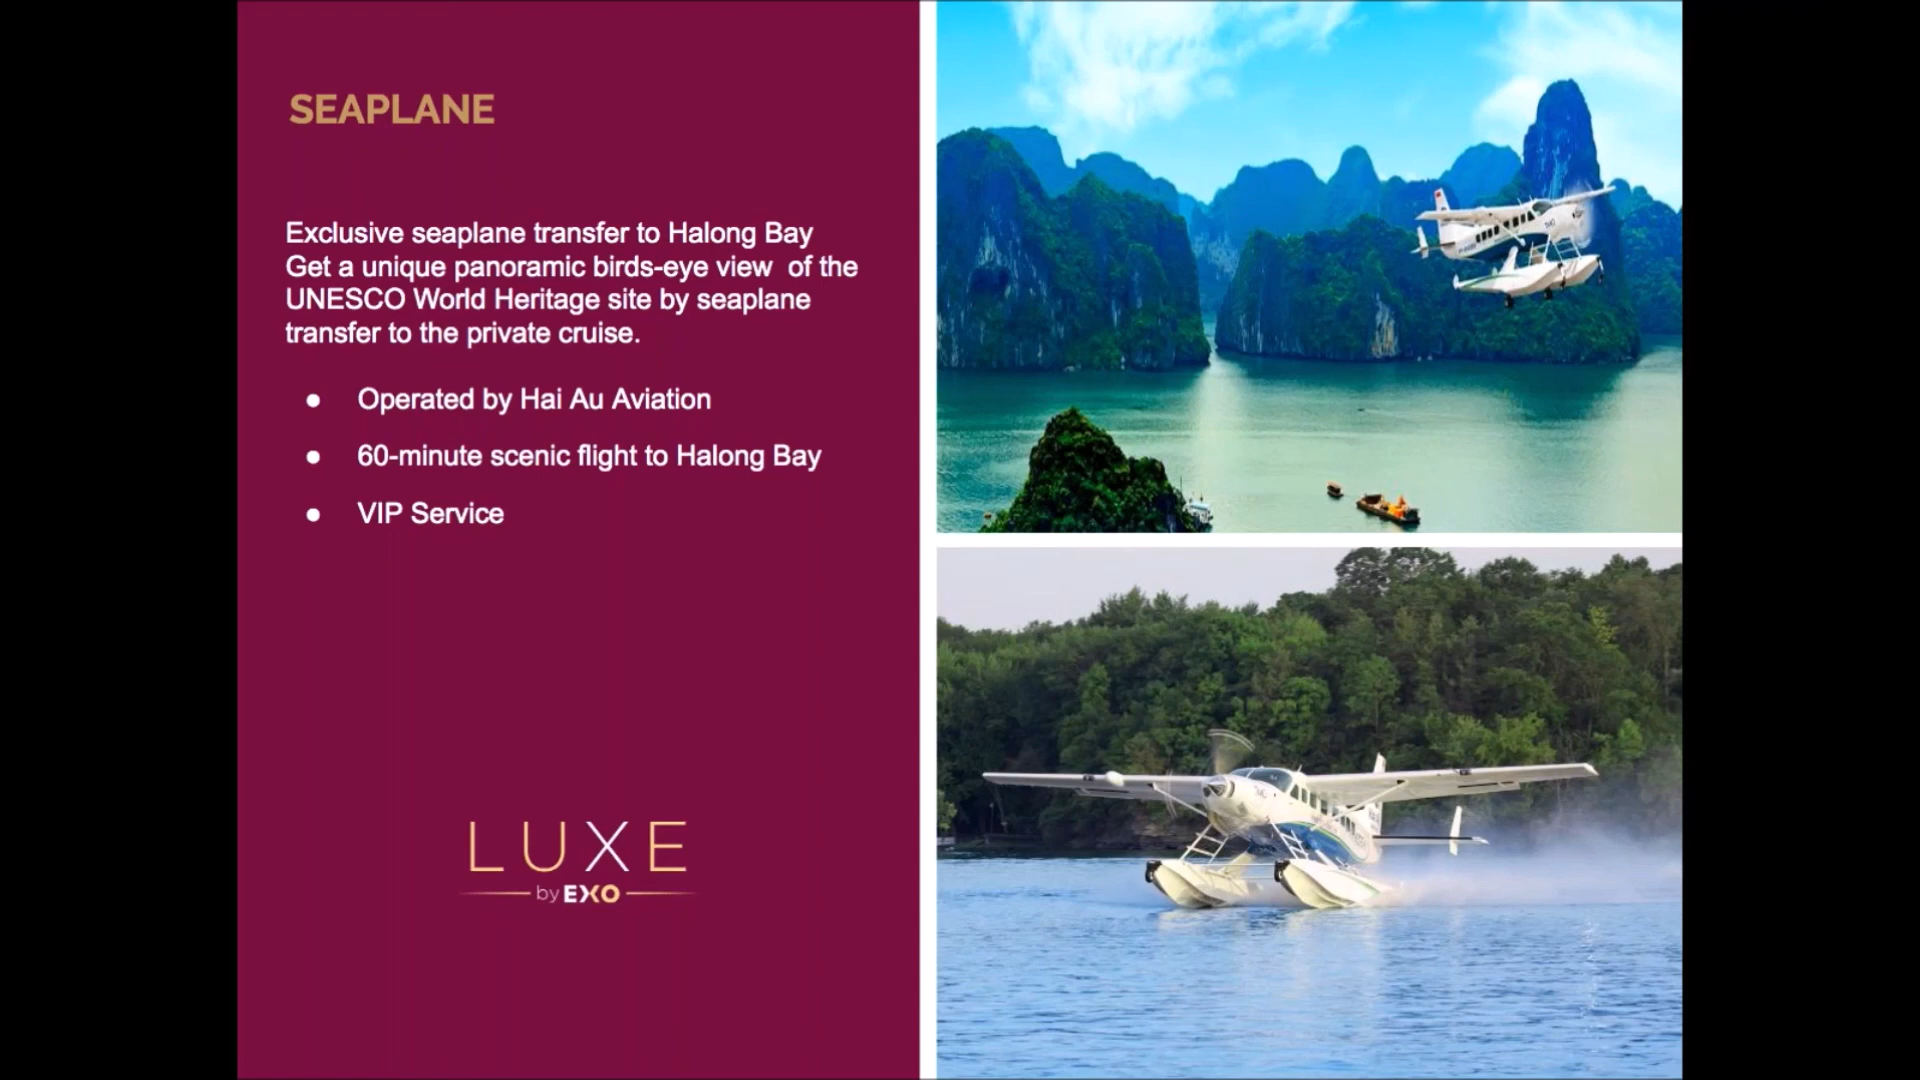 SEAPLANE
Exclusive seaplane transfer to Halong Bay
Get a unique panoramic birds-eye view  of the
UNESCO World Heritage site by seaplane
transfer to the private cruise.
● Operated by Hai Au Aviation
● 60-minute scenic flight to Halong Bay
● VIP Service
LUXE
by EXO